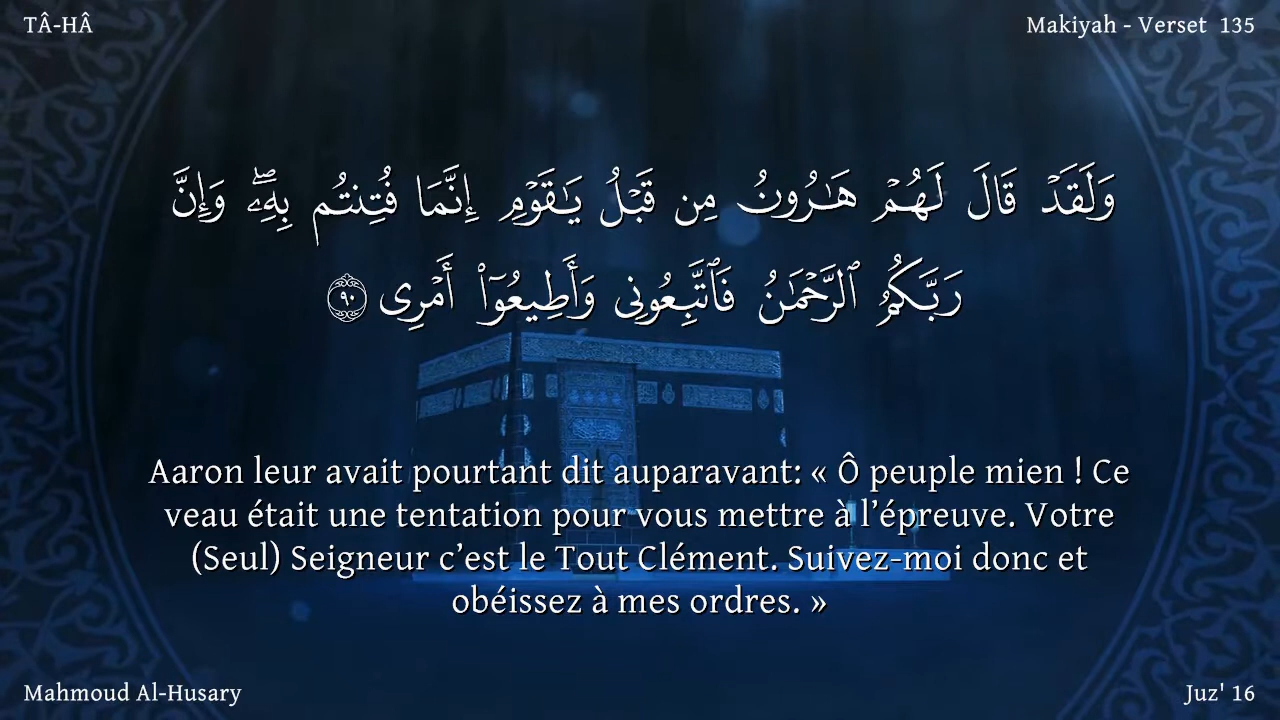 TÂ-HÂ
Makiyah - Verset 135
وَلَقَدْ قَالَ لَهُمْ هَـٰرُونُ مِن قَبْلُ يَـٰقَوْمِ إِنَّمَا فُتِنتُم بِهِۦ ۖ وَإِنَّ
رَبَّكُمُ ٱلرَّحْمَـٰنُ فَٱتَّبِعُونِى وَأَطِيعُوٓا۟ أَمْرِى ٩٠
Aaron leur avait pourtant dit auparavant: « Ô peuple mien ! Ce
veau était une tentation pour vous mettre à l’épreuve. Votre
(Seul) Seigneur c’est le Tout Clément. Suivez-moi donc et
obéissez à mes ordres. »
Mahmoud Al-Husary
Juz' 16